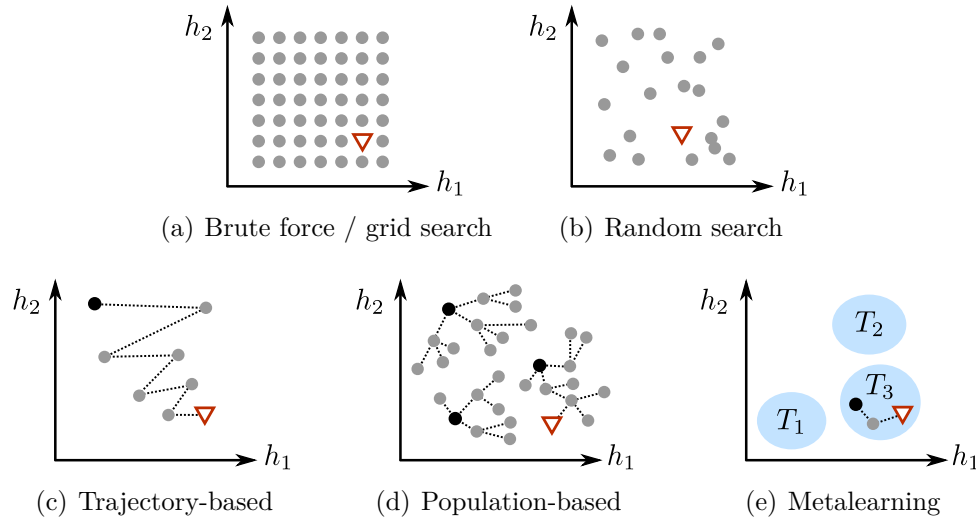 h2
h1
(a) Brute force / grid search
h2
h1
(b) Random search
h2
h1
(c) Trajectory-based
h2
h1
(d) Population-based
h2
T2
T3
T1
h1
(e) Metalearning